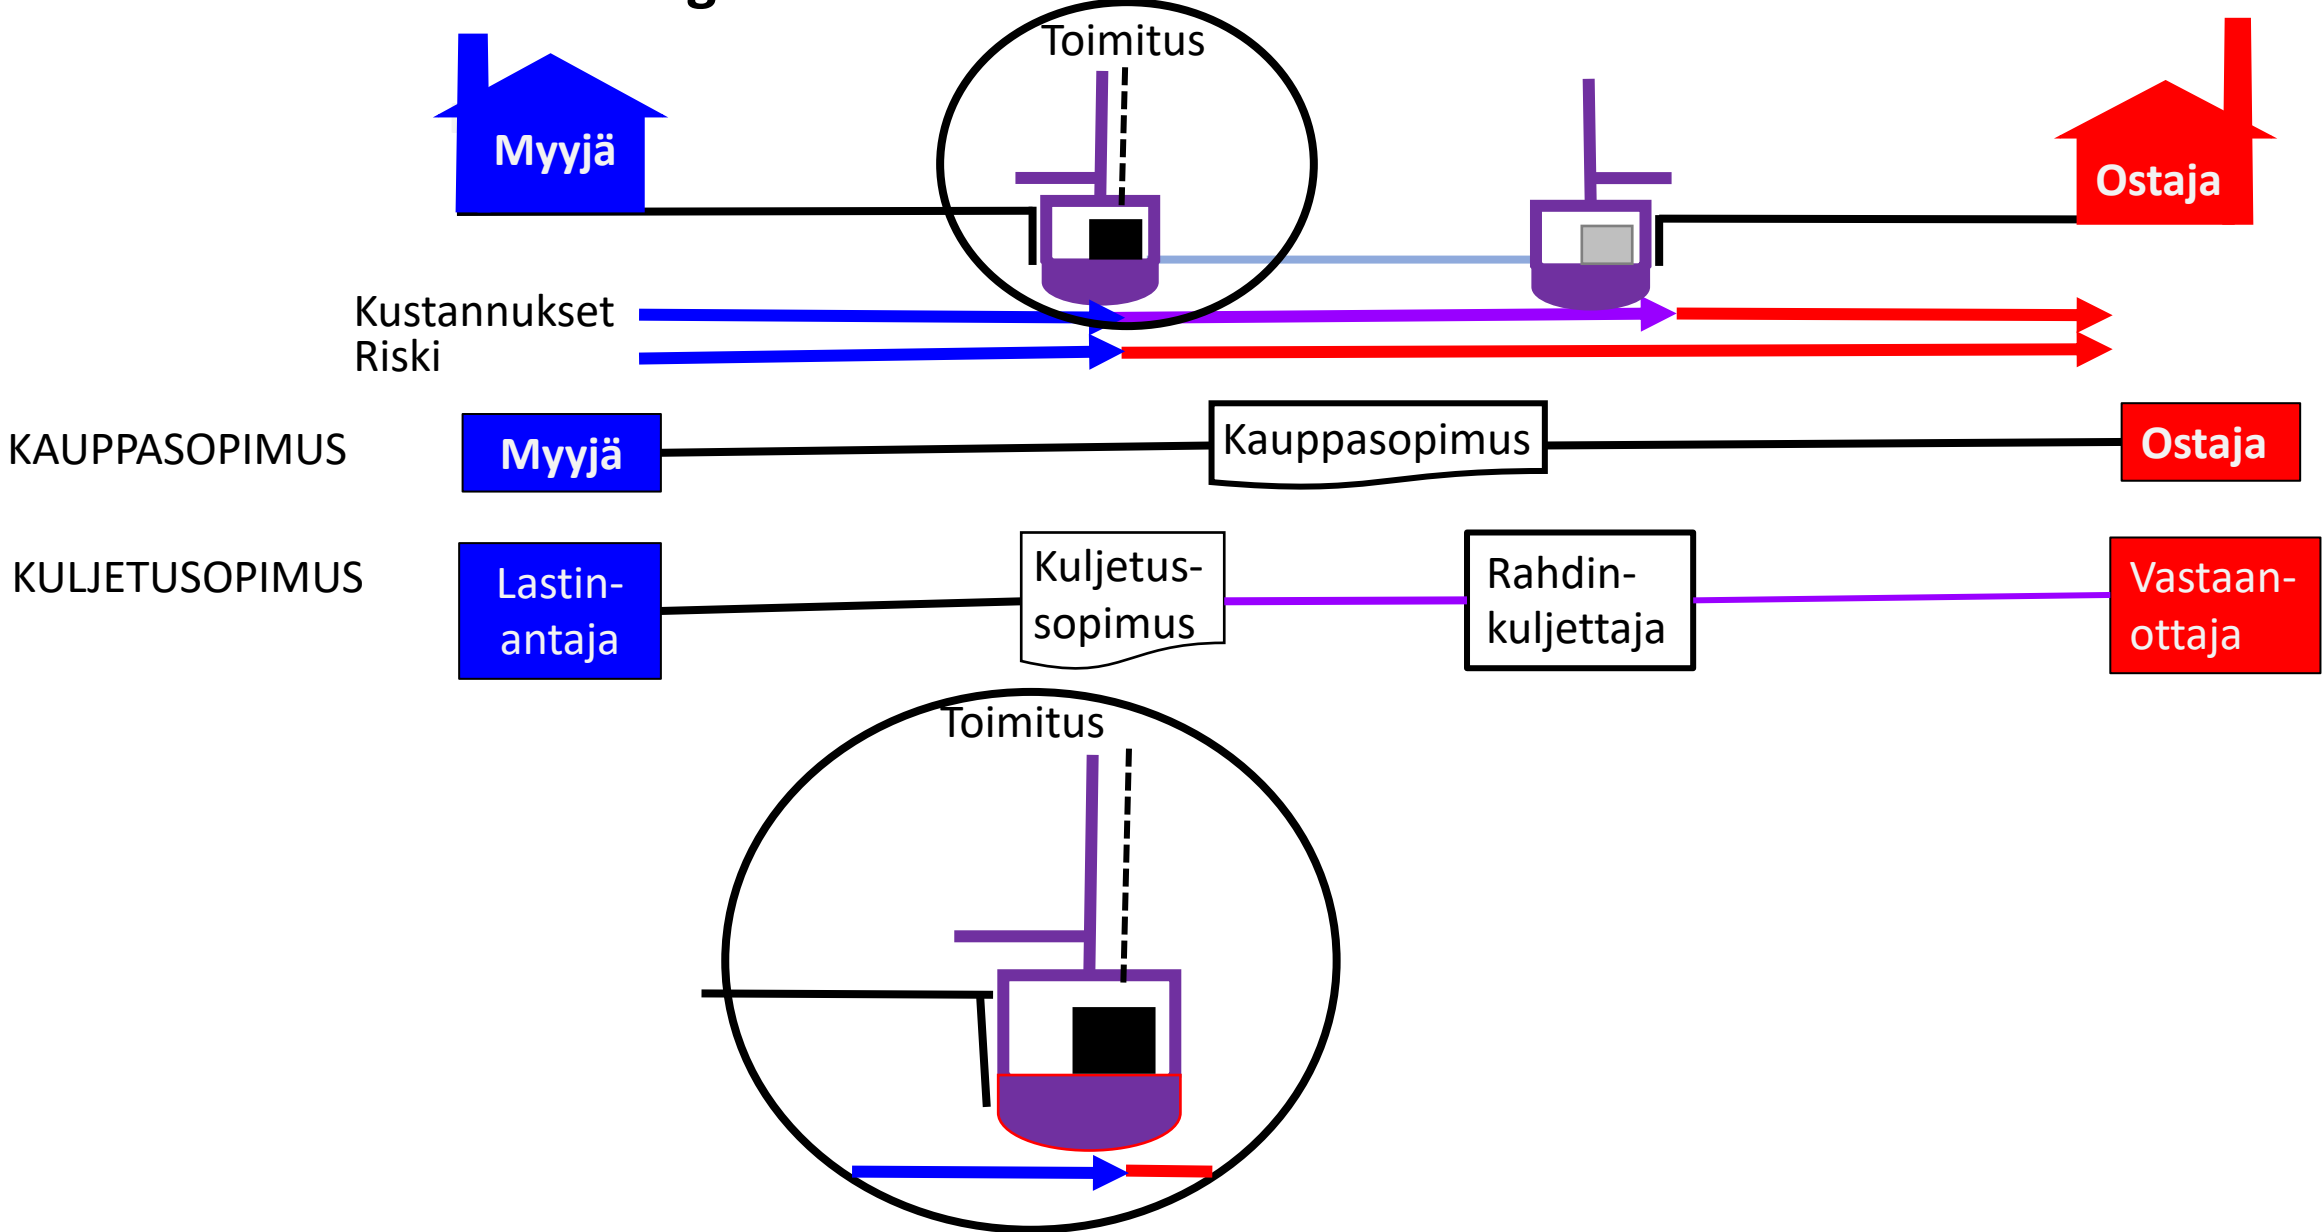 Toimitus
Myyjä
Ostaja
Kustannukset
Riski
KAUPPASOPIMUS
Myyjä
Kauppasopimus
Ostaja
KULJETUSOPIMUS
Lastin-
antaja
Kuljetus-
sopimus
Rahdin-
kuljettaja
Vastaan-
ottaja
Toimitus